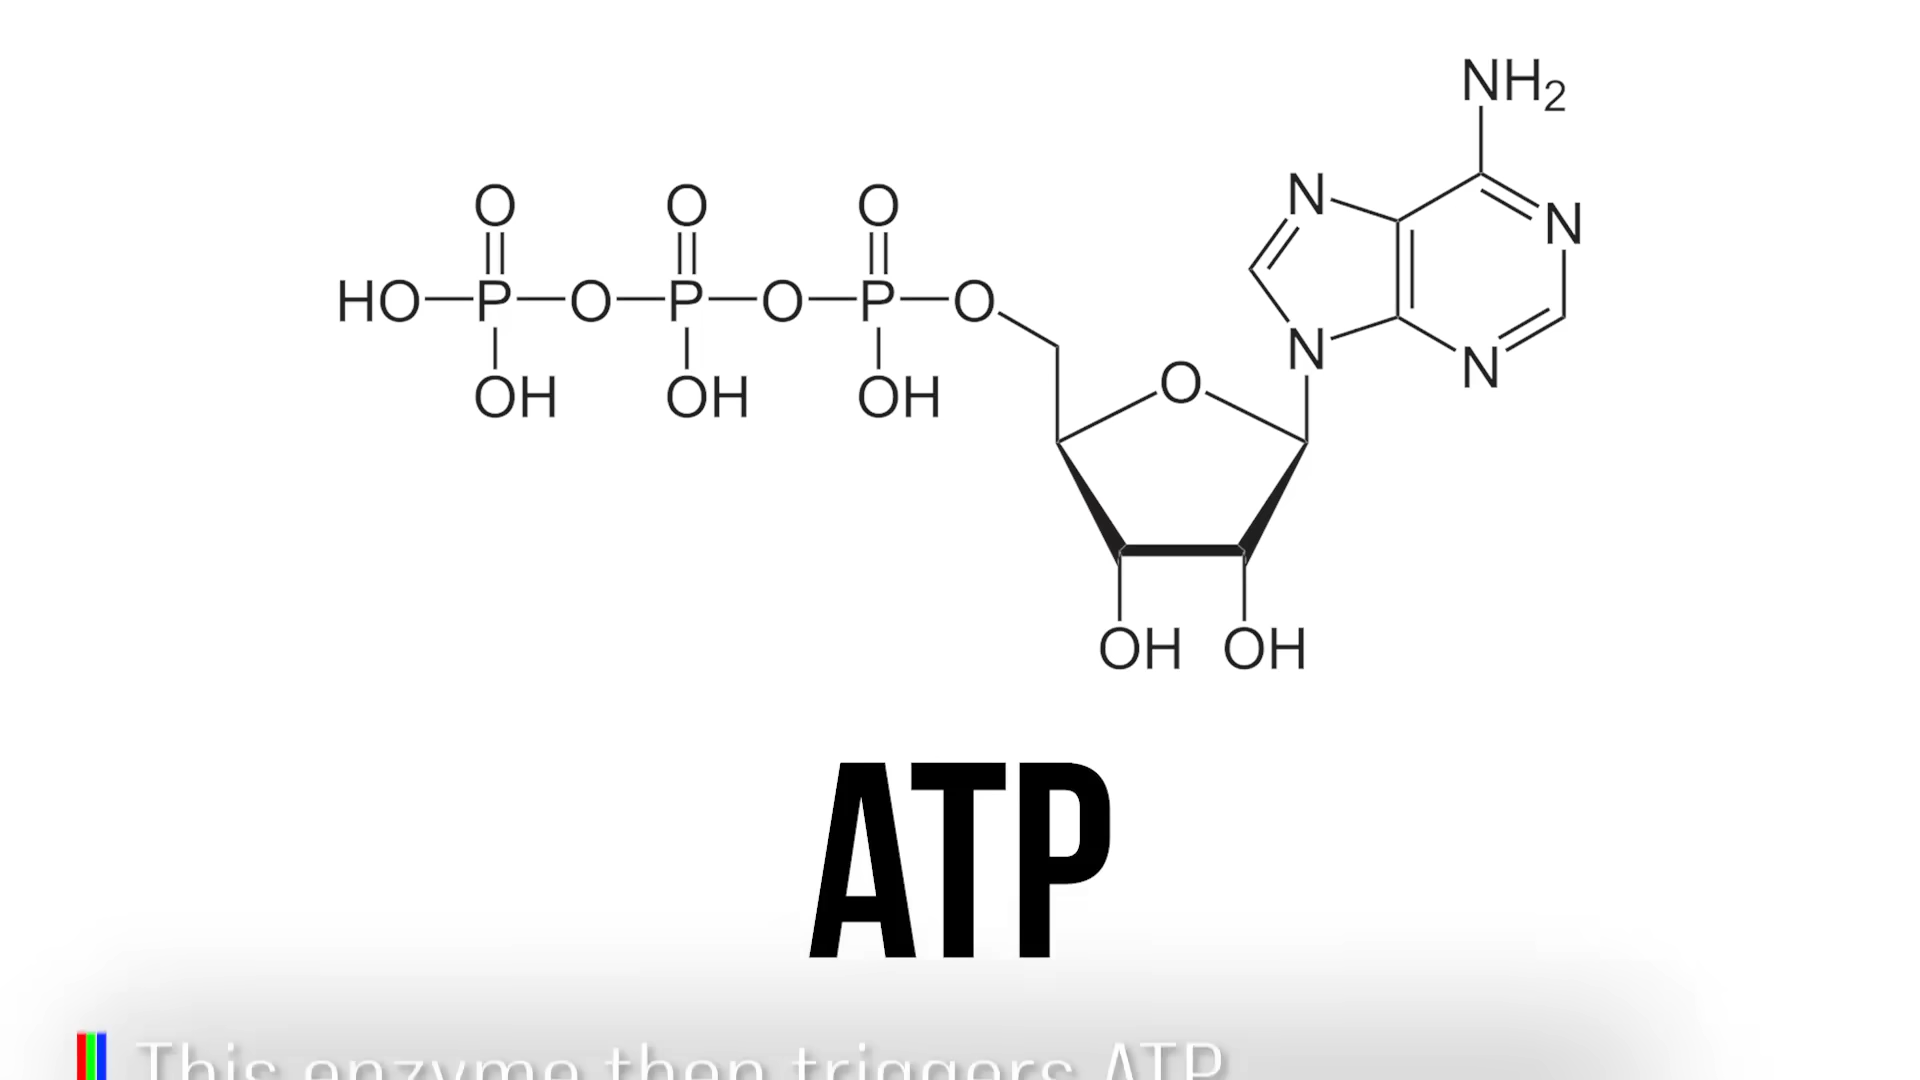 NH2
O O O N N
HO P O P O P O N N
OH OH OH O
OH OH
ATP
This enzyme then triggers ATP